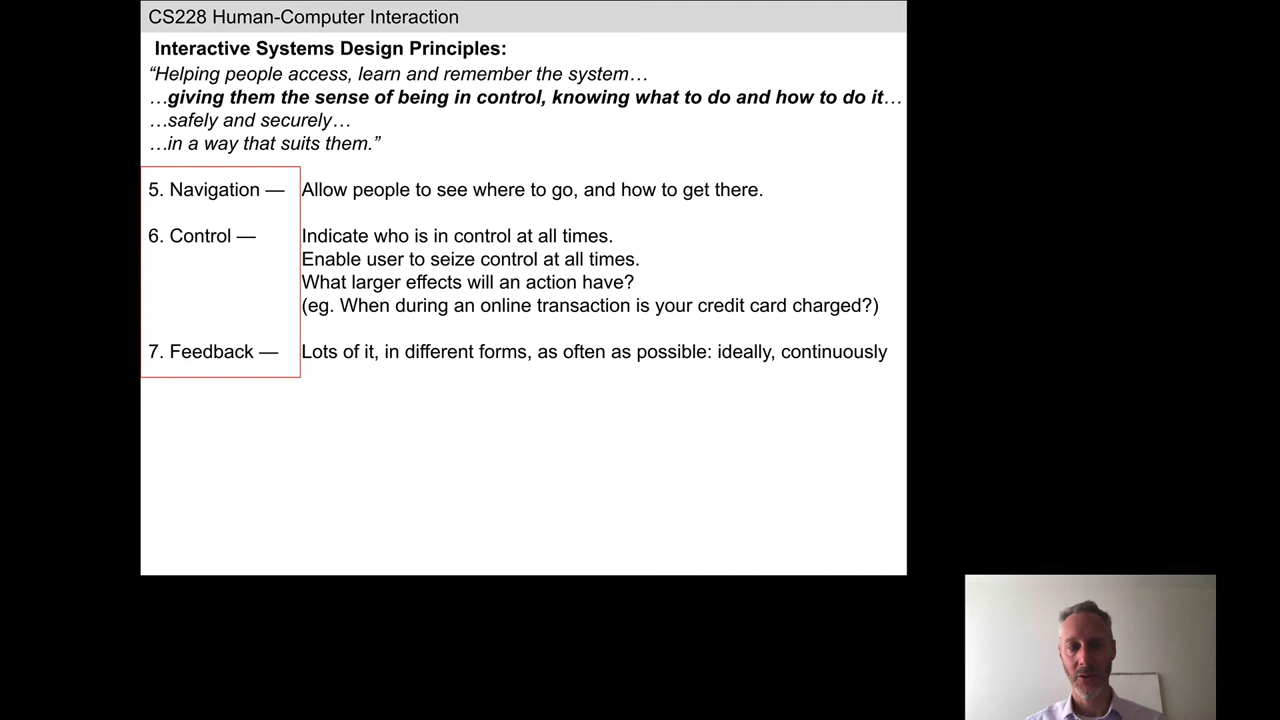 CS228 Human-Computer Interaction
Interactive Systems Design Principles:
“Helping people access, learn and remember the system…
…giving them the sense of being in control, knowing what to do and how to do it…
…safely and securely…
…in a way that suits them.”
5. Navigation — Allow people to see where to go, and how to get there.
6. Control — Indicate who is in control at all times.
Enable user to seize control at all times.
What larger effects will an action have?
(eg. When during an online transaction is your credit card charged?)
7. Feedback — Lots of it, in different forms, as often as possible: ideally, continuously